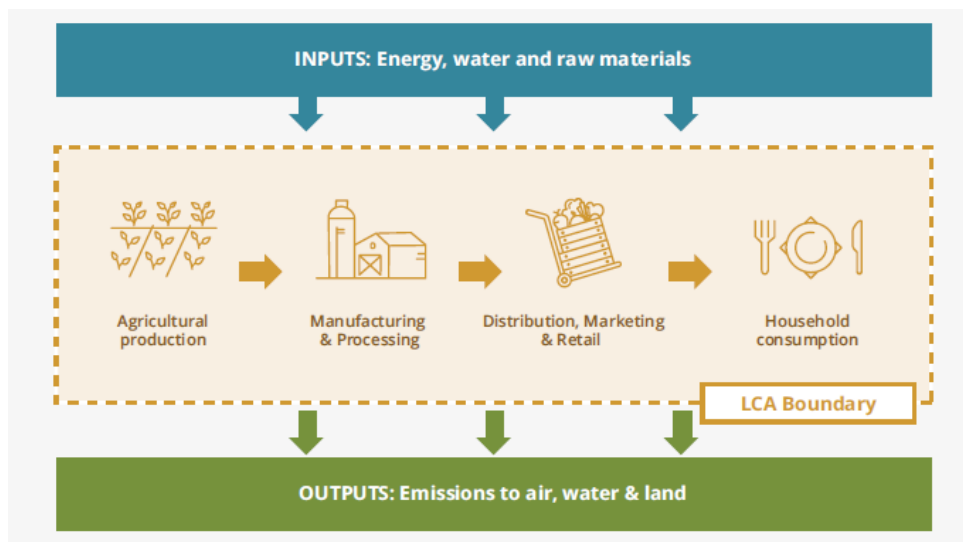 INPUTS: Energy, water and raw materials
Agricultural
production
Manufacturing
& Processing
Distribution, Marketing
& Retail
Household
consumption
LCA Boundary
OUTPUTS: Emissions to air, water & land